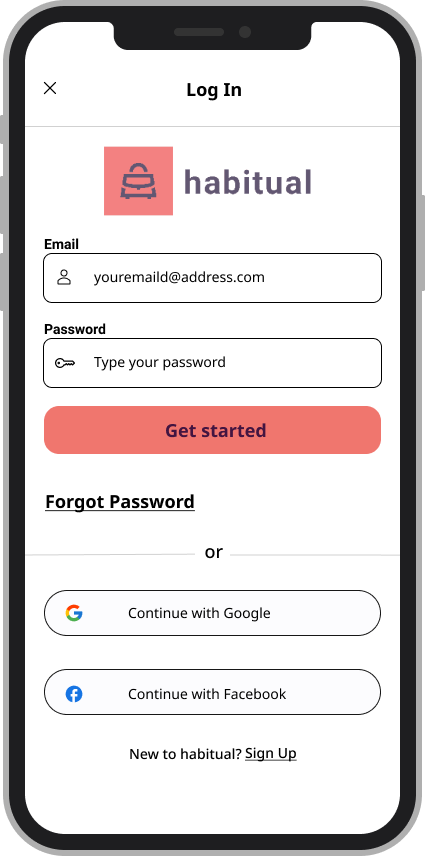 Log In
habitual
Email
youremaild@address.com
Password
Type your password
Get started
Forgot Password
or
Continue with Google
Continue with Facebook
New to habitual? Sign Up